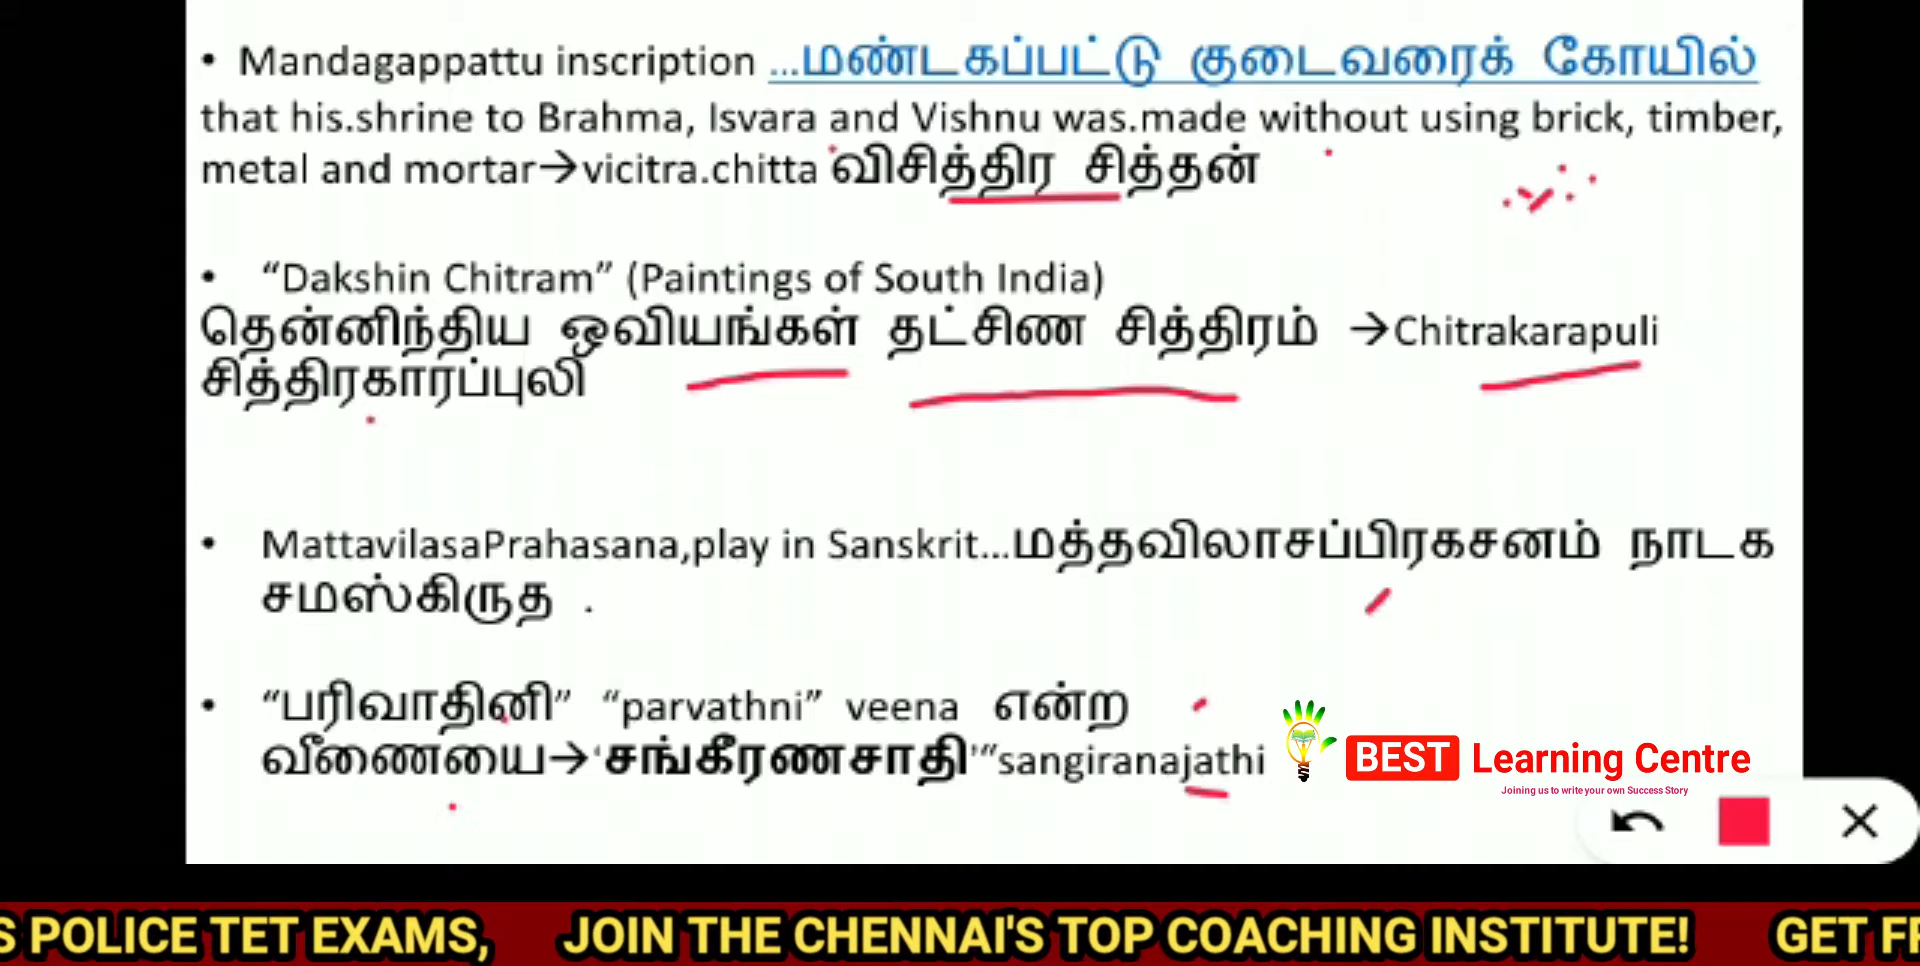 • Mandagappattu inscription ...மண்டகப்பட்டு குடைவரைக் கோயில்
that his.shrine to Brahma, Isvara and Vishnu was.made without using brick, timber,
metal and mortar→vicitra.chitta விசித்திர சித்தன்
• “Dakshin Chitram” (Paintings of South India)
தென்னிந்திய ஒவியங்கள் தட்சிண சித்திரம் →Chitrakarapuli
சித்திரகாரப்புலி
• MattavilasaPrahasana,play in Sanskrit...மத்தவிலாசப்பிரகசனம் நாடக
சமஸ்கிருத .
• “பரிவாதினி” “parvathni” veena என்ற
வீணையை→‘சங்கீரணசாதி’“sangiranajathi
BEST Learning Centre
Joining us to write your own Success Story
S POLICE TET EXAMS, JOIN THE CHENNAI'S TOP COACHING INSTITUTE! GET FR